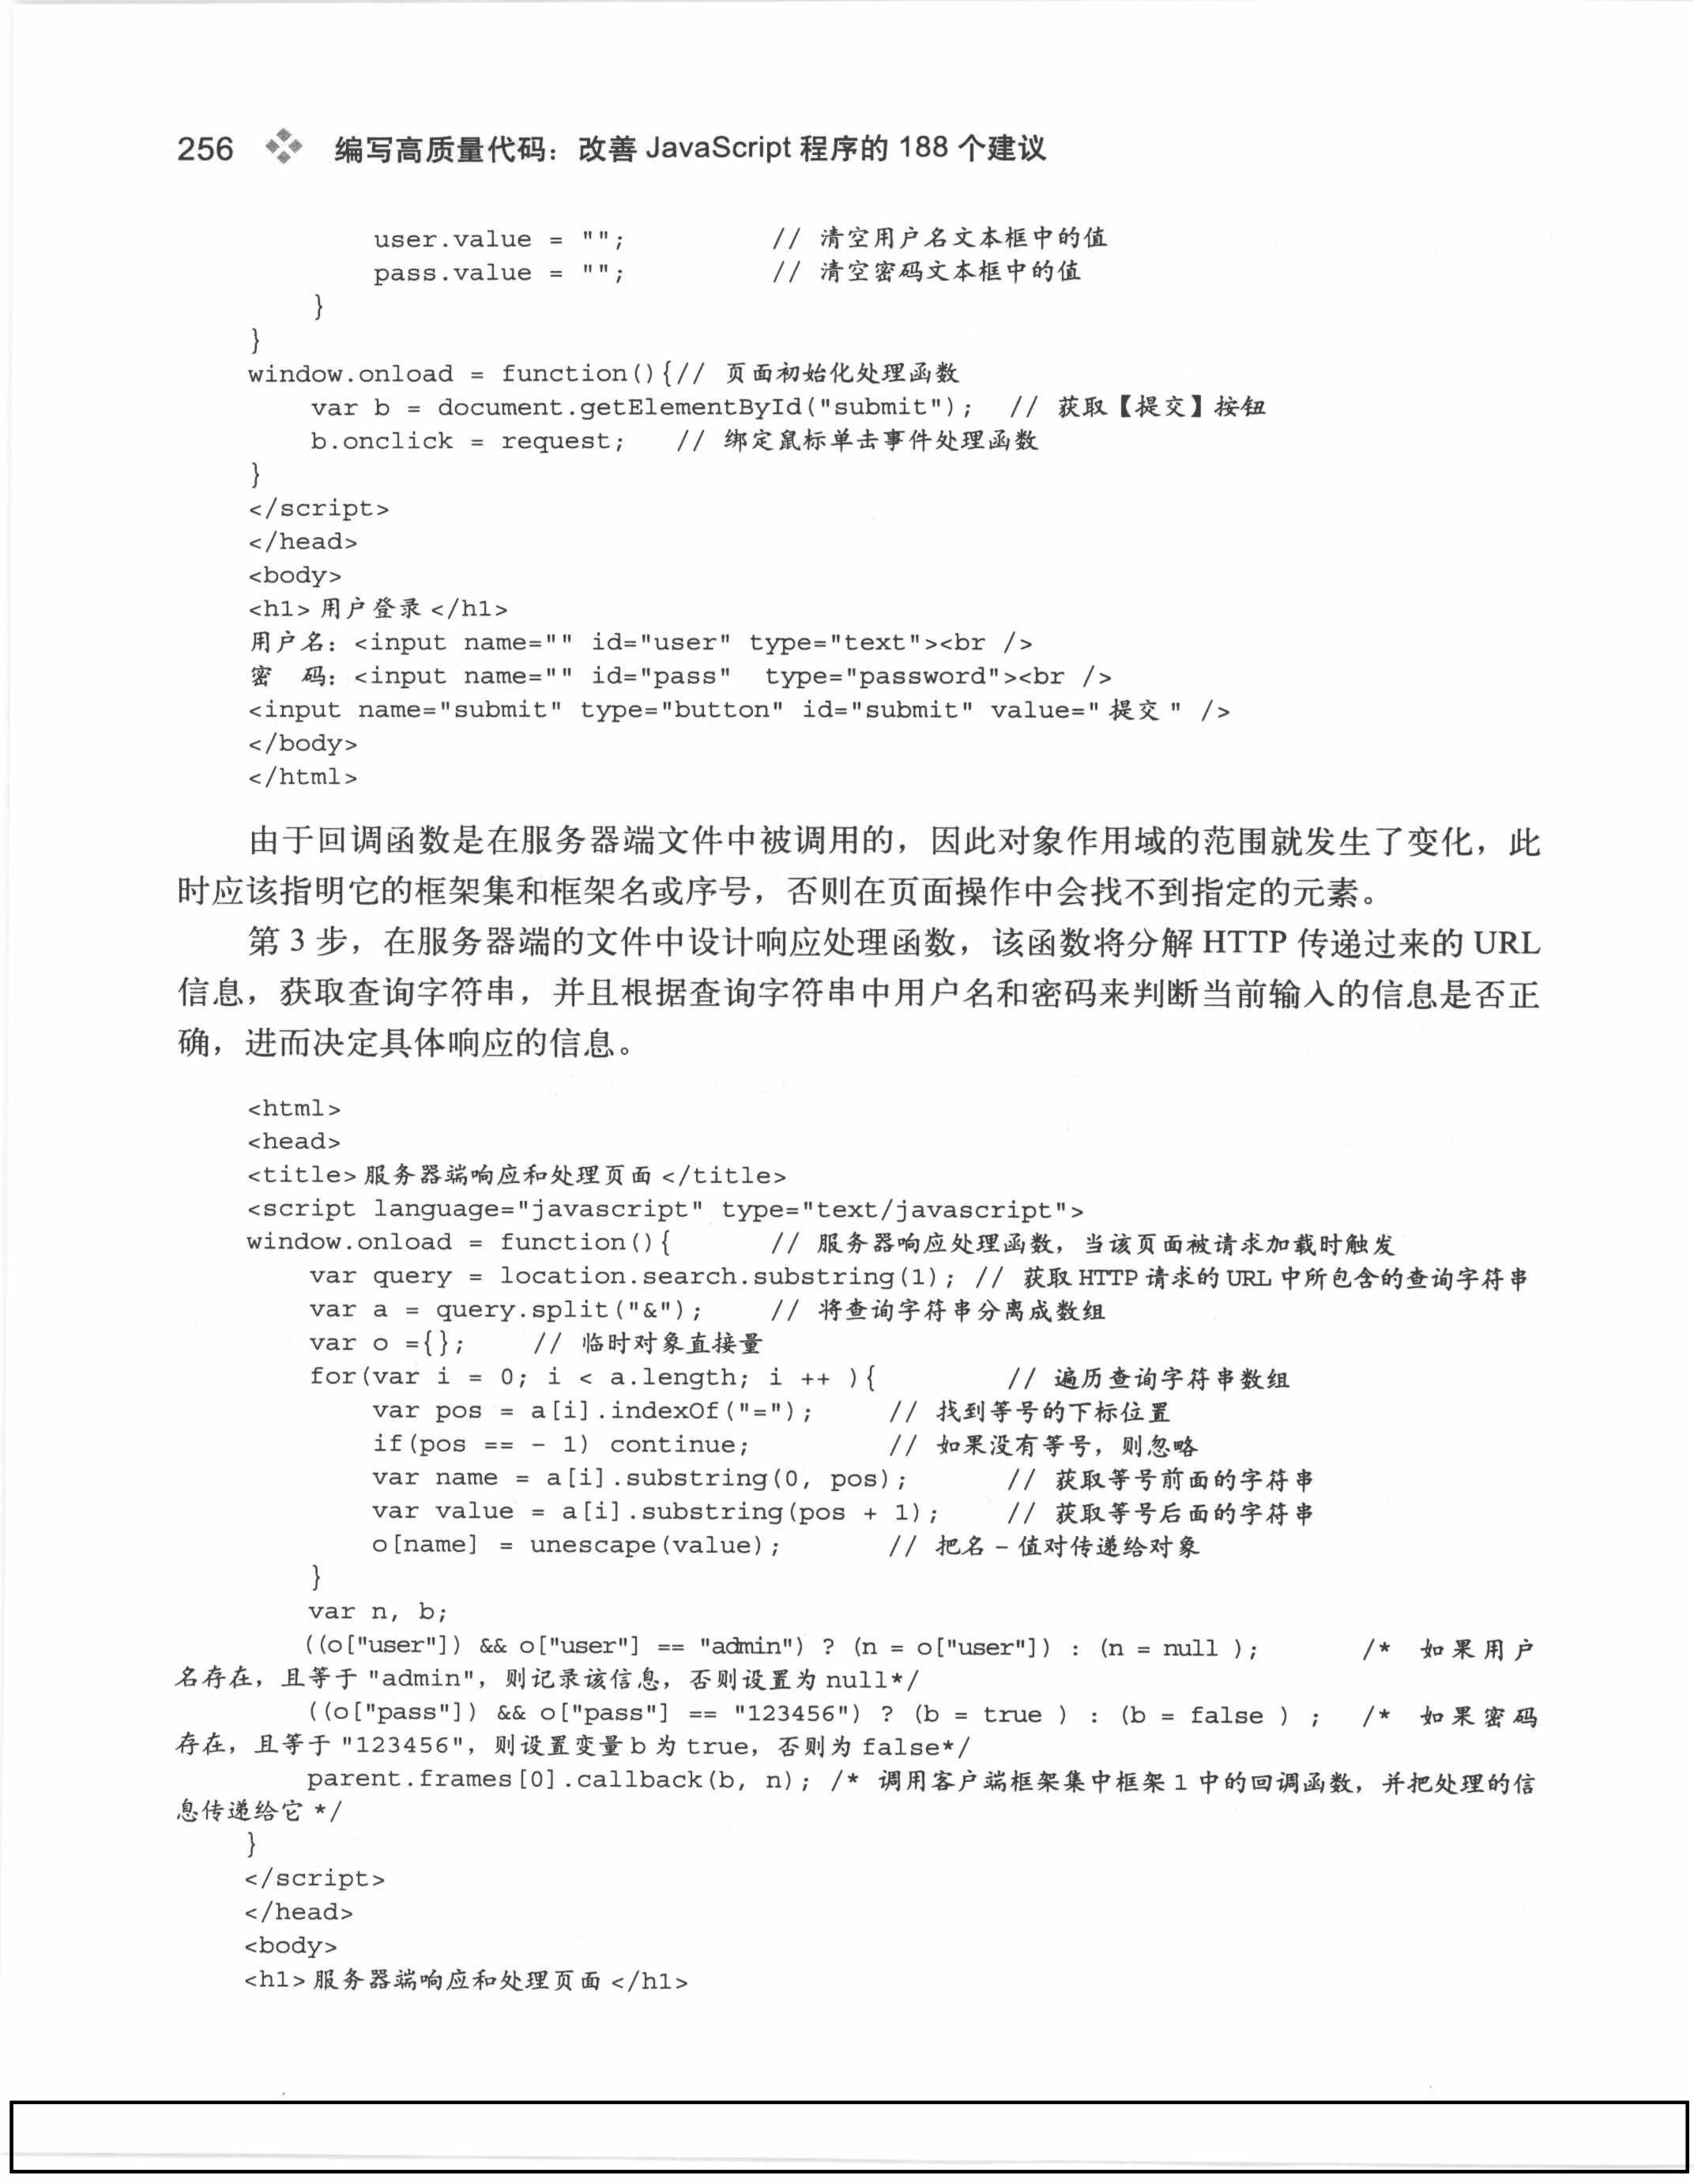 256 编写高质量代码：改善 JavaScript 程序的 188 个建议
user.value = "";          // 清空用户名文本框中的值
pass.value = "";          // 清空密码文本框中的值
}
}
window.onload = function(){// 页面初始化处理函数
var b = document.getElementById("submit");  // 获取【提交】按钮
b.onclick = request;   // 绑定鼠标单击事件处理函数
}
</script>
</head>
<body>
<h1>用户登录</h1>
用户名：<input name="" id="user" type="text"><br />
密　码：<input name="" id="pass"  type="password"><br />
<input name="submit" type="button" id="submit" value="提交" />
</body>
</html>
由于回调函数是在服务器端文件中被调用的，因此对象作用域的范围就发生了变化，此
时应该指明它的框架集和框架名或序号，否则在页面操作中会找不到指定的元素。
第 3 步，在服务器端的文件中设计响应处理函数，该函数将分解 HTTP 传递过来的 URL
信息，获取查询字符串，并且根据查询字符串中用户名和密码来判断当前输入的信息是否正
确，进而决定具体响应的信息。
<html>
<head>
<title>服务器端响应和处理页面</title>
<script language="javascript" type="text/javascript">
window.onload = function(){      // 服务器响应处理函数，当该页面被请求加载时触发
var query = location.search.substring(1); // 获取 HTTP 请求的 URL 中所包含的查询字符串
var a = query.split("&");    // 将查询字符串分离成数组
var o ={};    // 临时对象直接量
for(var i = 0; i < a.length; i ++ ){        // 遍历查询字符串数组
var pos = a[i].indexOf("=");    // 找到等号的下标位置
if(pos == - 1) continue;        // 如果没有等号，则忽略
var name = a[i].substring(0, pos);      // 获取等号前面的字符串
var value = a[i].substring(pos + 1);    // 获取等号后面的字符串
o[name] = unescape(value);      // 把名 – 值对传递给对象
}
var n, b;
((o["user"]) && o["user"] == "admin") ? (n = o["user"]) : (n = null );      /* 如果用户
名存在，且等于 "admin"，则记录该信息，否则设置为 null*/
((o["pass"]) && o["pass"] == "123456") ? (b = true ) : (b = false ) ;  /* 如果密码
存在，且等于 "123456"，则设置变量 b 为 true，否则为 false*/
parent.frames[0].callback(b, n); /* 调用客户端框架集中框架 1 中的回调函数，并把处理的信
息传递给它 */
}
</script>
</head>
<body>
<h1>服务器端响应和处理页面</h1>